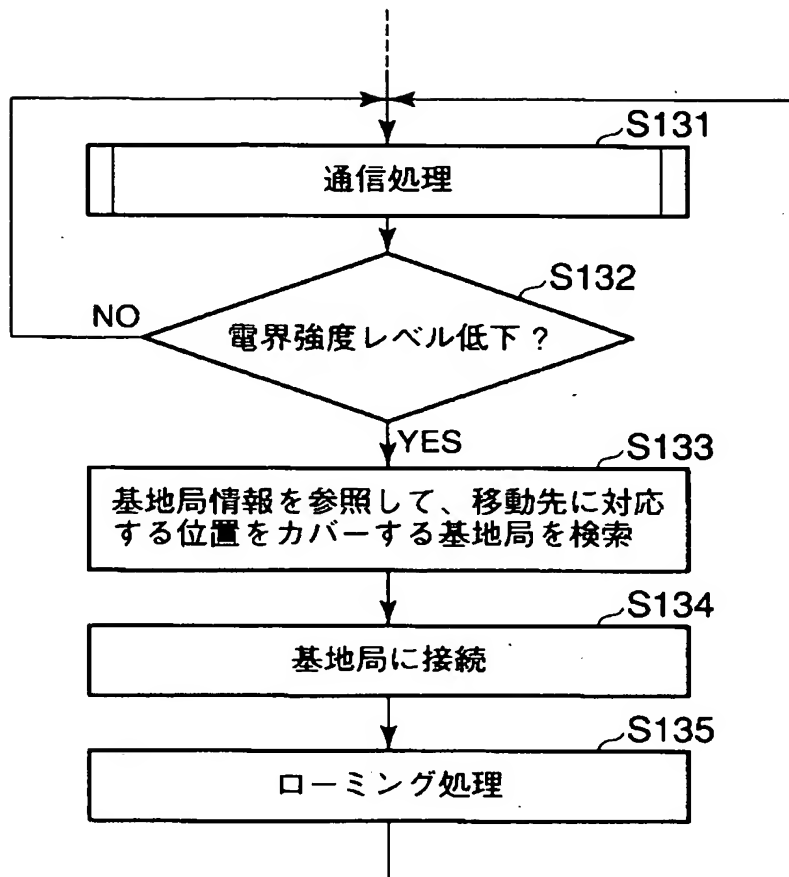 S131
通信処理
S132
電界強度レベル低下?
NO
YES
S133
基地局情報を参照して、移動先に対応
する位置をカバーする基地局を検索
S134
基地局に接続
S135
ローミング処理